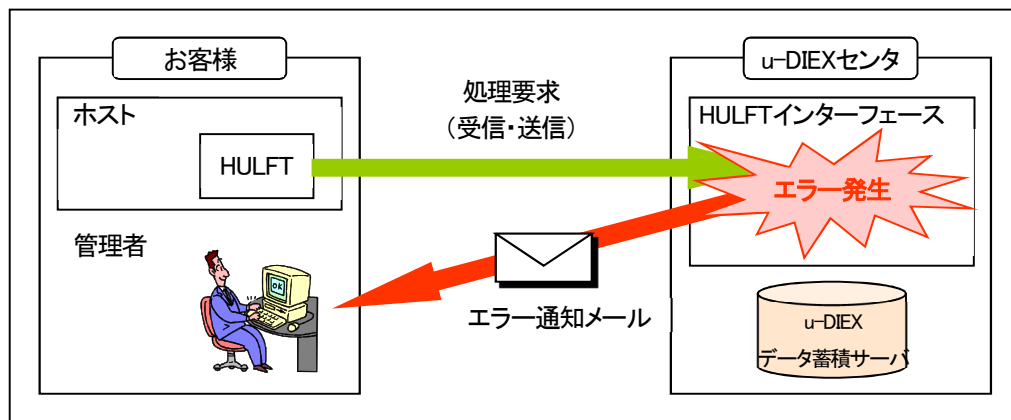 お客様
ホスト
HULFT
管理者
処理要求
（受信・送信）
エラー通知メール
u-DIEXセンタ
HULFTインターフェース
エラー発生
u-DIEX
データ蓄積サーバ
OK